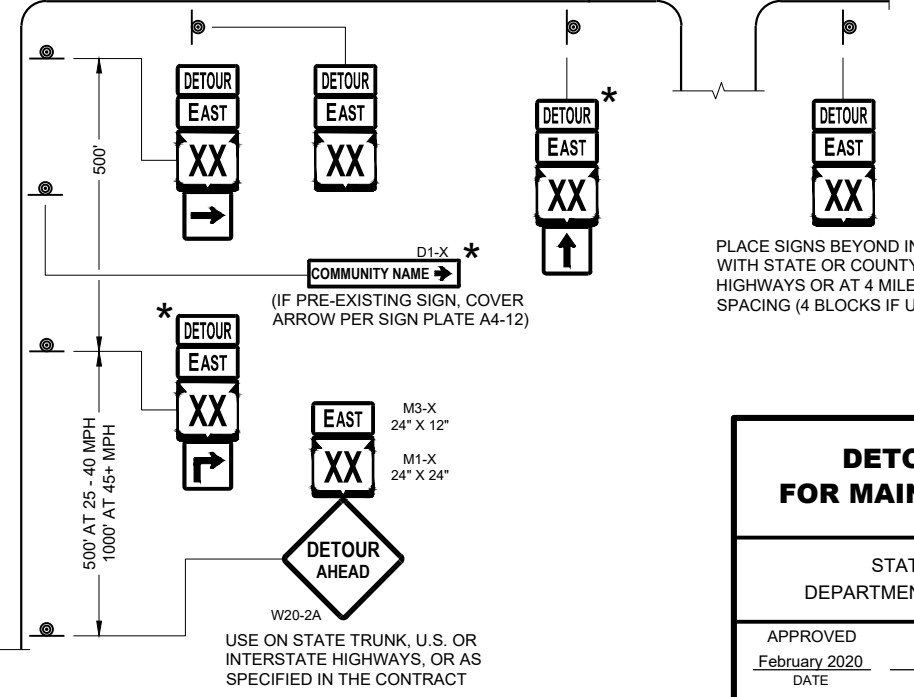 DETOUR
EAST
XX
DETOUR
EAST
XX
DETOUR *
EAST
XX
DETOUR
EAST
XX
500'
D1-X *
COMMUNITY NAME
(IF PRE-EXISTING SIGN, COVER
ARROW PER SIGN PLATE A4-12)
PLACE SIGNS BEYOND IN
WITH STATE OR COUNTY
HIGHWAYS OR AT 4 MILE
SPACING (4 BLOCKS IF U
* DETOUR
EAST
XX
500' AT 25 - 40 MPH
1000' AT 45+ MPH
EAST
M3-X
24" X 12"
XX
M1-X
24" X 24"
DETOUR
AHEAD
W20-2A
USE ON STATE TRUNK, U.S. OR
INTERSTATE HIGHWAYS, OR AS
SPECIFIED IN THE CONTRACT
DETO
FOR MAIN
STAT
DEPARTMEN
APPROVED
February 2020
DATE